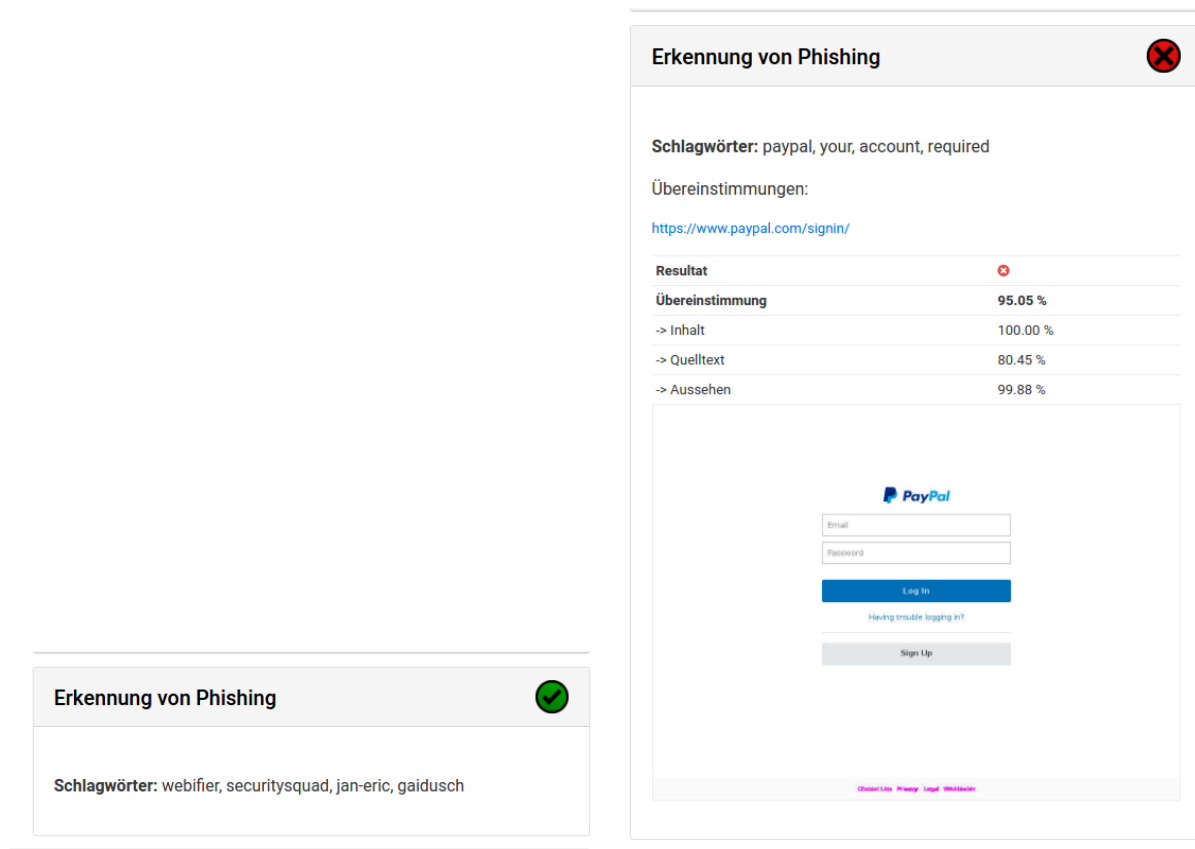 Erkennung von Phishing
Schlagwörter: webifier, securitysquad, jan-eric, gaidusch
Erkennung von Phishing
Schlagwörter: paypal, your, account, required
Übereinstimmungen:
https://www.paypal.com/signin/
Resultat
Übereinstimmung 95.05 %
-> Inhalt 100.00 %
-> Quelltext 80.45 %
-> Aussehen 99.88 %
PayPal
Email
Password
Log In
Having trouble logging in?
Sign Up
Privacy Legal